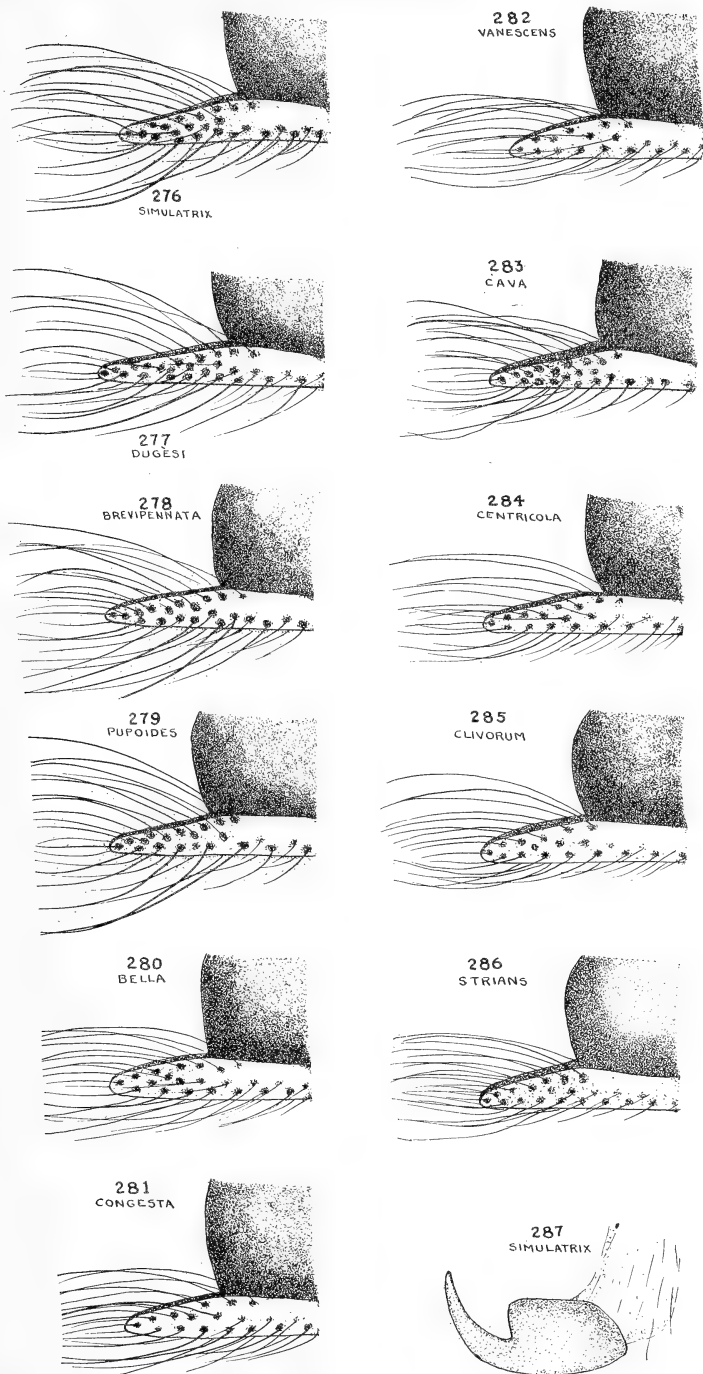 276
SIMULATRIX
277
DUGÈSI
278
BREVIPENNATA
279
PUPOIDES
280
BELLA
281
CONGESTA
282
VANESCENS
283
CAVA
284
CENTRICOLA
285
CLIVORUM
286
STRIANS
287
SIMULATRIX